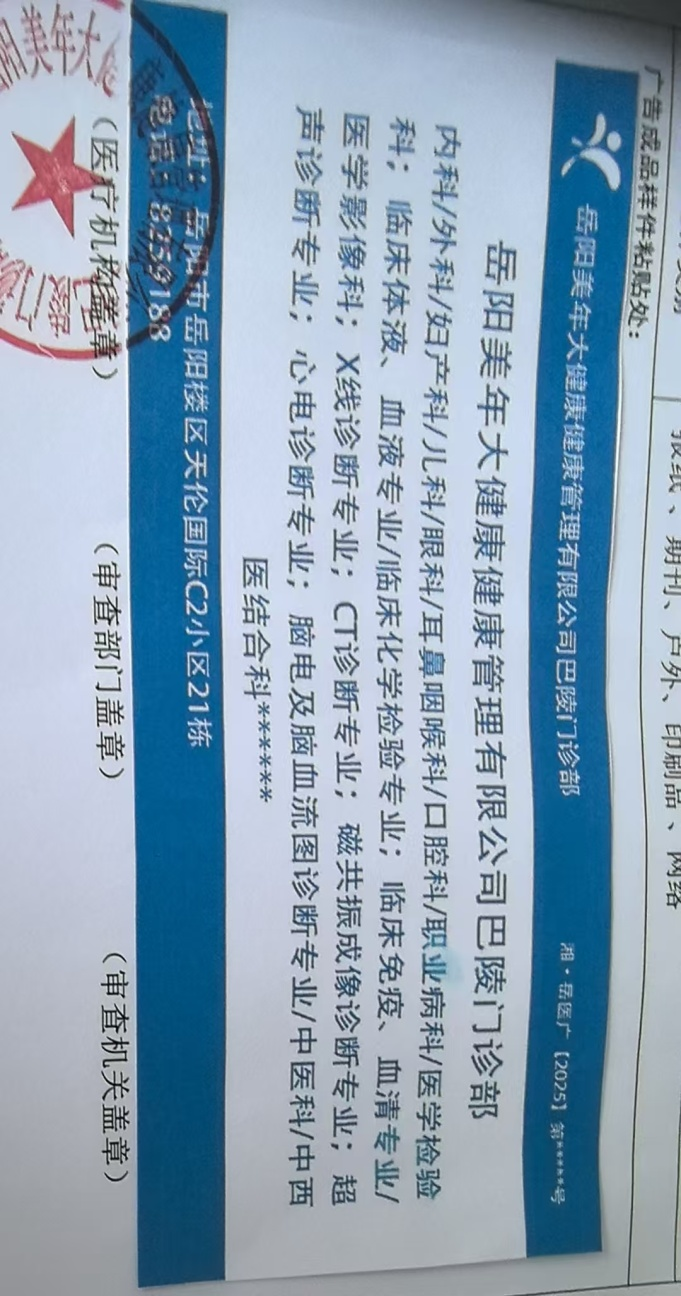 报纸、期刊、户外、印刷品、网络
广告成品样件粘贴处：
岳阳美年大健康健康管理有限公司巴陵门诊部
湘·岳医广【2025】第******号
岳阳美年大健康健康管理有限公司巴陵门诊部
内科/外科/妇产科/儿科/眼科/耳鼻咽喉科/口腔科/职业病科/医学检验
科；临床体液、血液专业/临床化学检验专业；临床免疫、血清专业/
医学影像科；X线诊断专业；CT诊断专业；磁共振成像诊断专业；超
声诊断专业；心电诊断专业；脑电及脑血流图诊断专业/中医科/中西
医结合科******
地址：岳阳市岳阳楼区天伦国际C2小区21栋
188
（医疗机构盖章）
（审查部门盖章）
（审查机关盖章）
美年大